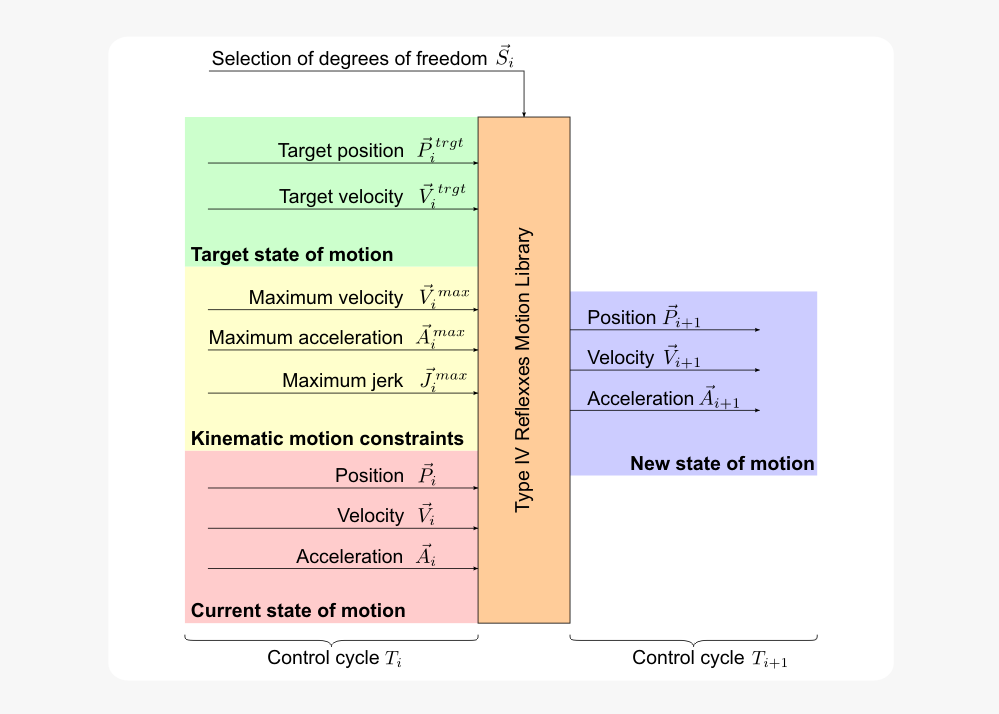 Selection of degrees of freedom $\vec{S}_i$
Target position $\vec{P}_i^{\,trgt}$
Target velocity $\vec{V}_i^{\,trgt}$
Target state of motion
Maximum velocity $\vec{V}_i^{\,max}$
Maximum acceleration $\vec{A}_i^{\,max}$
Maximum jerk $\vec{J}_i^{\,max}$
Kinematic motion constraints
Position $\vec{P}_i$
Velocity $\vec{V}_i$
Acceleration $\vec{A}_i$
Current state of motion
Control cycle $T_i$
Type IV Reflexxes Motion Library
Position $\vec{P}_{i+1}$
Velocity $\vec{V}_{i+1}$
Acceleration $\vec{A}_{i+1}$
New state of motion
Control cycle $T_{i+1}$